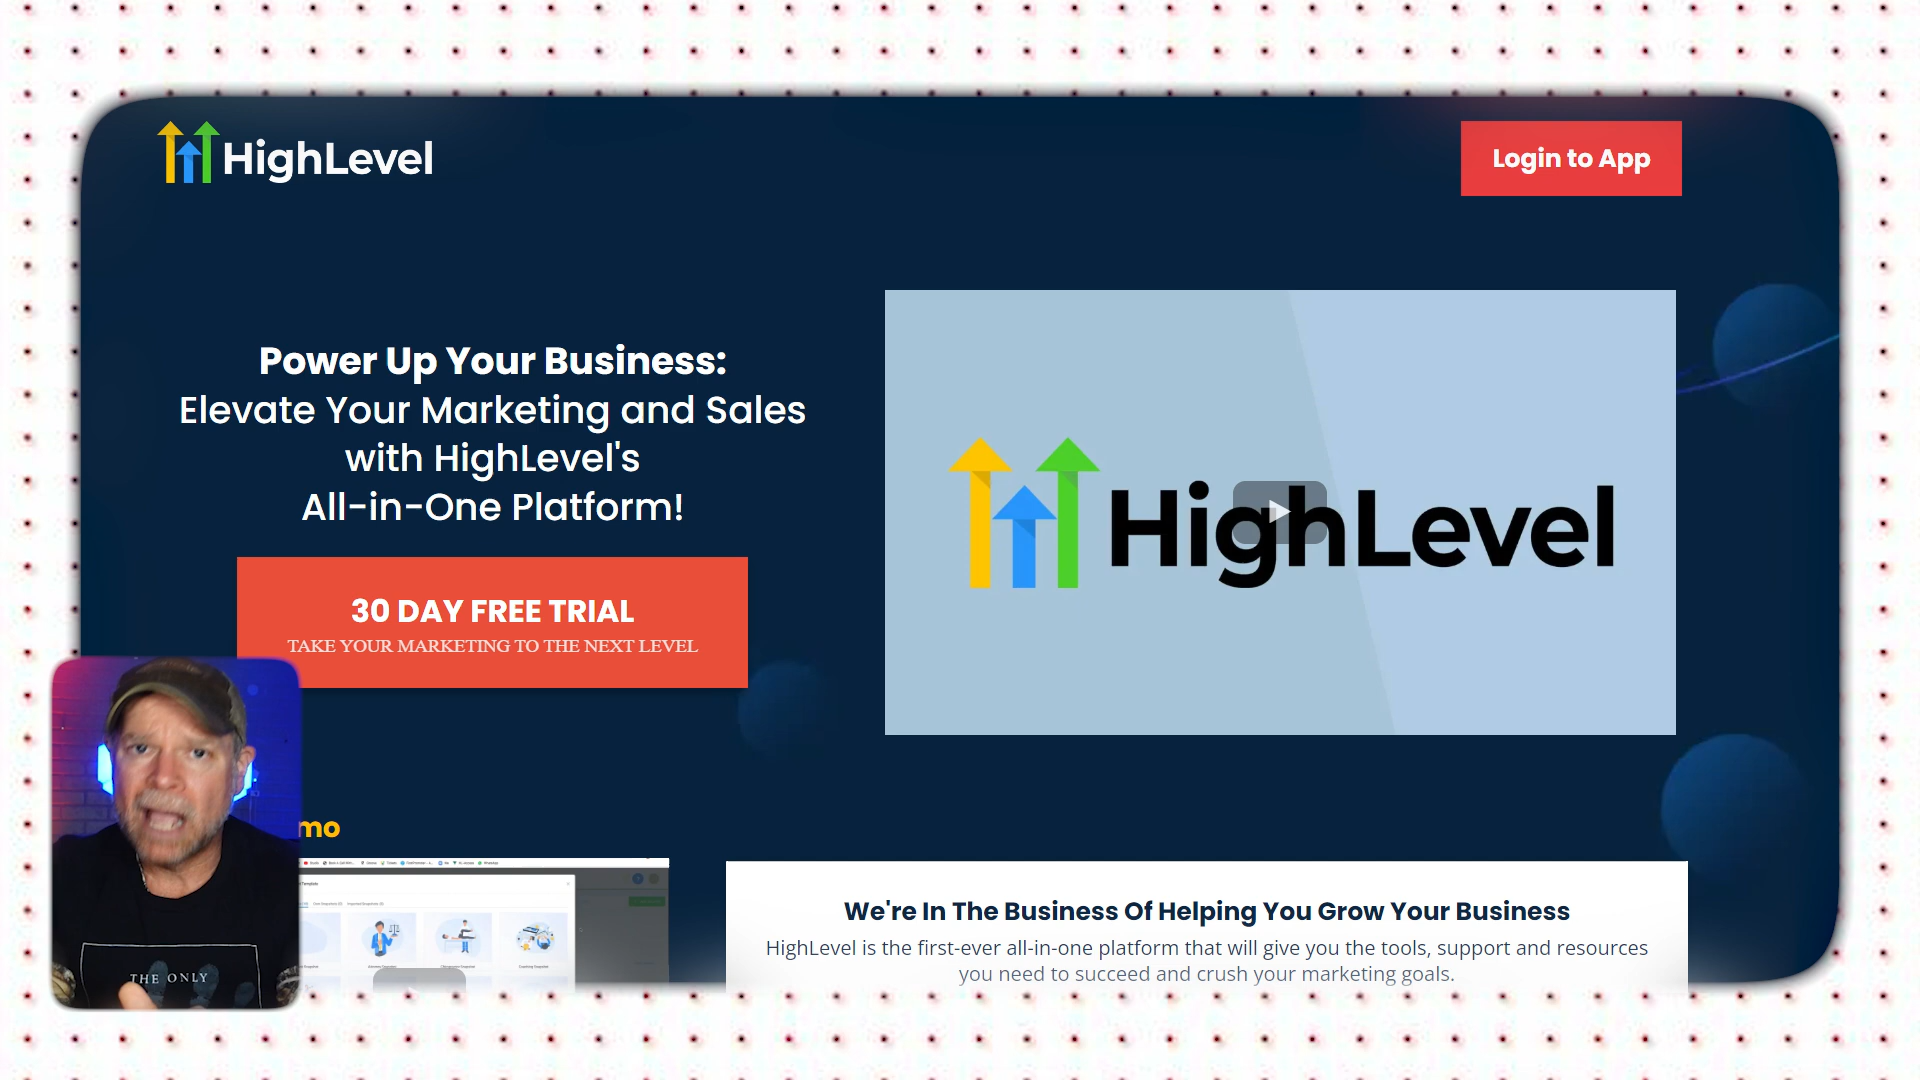 HighLevel
Login to App
Power Up Your Business:
Elevate Your Marketing and Sales
with HighLevel's
All-in-One Platform!
30 DAY FREE TRIAL
TAKE YOUR MARKETING TO THE NEXT LEVEL
HighLevel
mo
We're In The Business Of Helping You Grow Your Business
HighLevel is the first-ever all-in-one platform that will give you the tools, support and resources
you need to succeed and crush your marketing goals.
THE ONLY